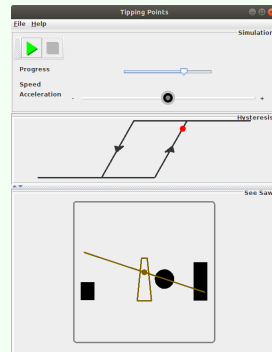 Tipping Points
File Help
Simulation
Progress
Speed
Acceleration - +
Hysteresis
See Saw